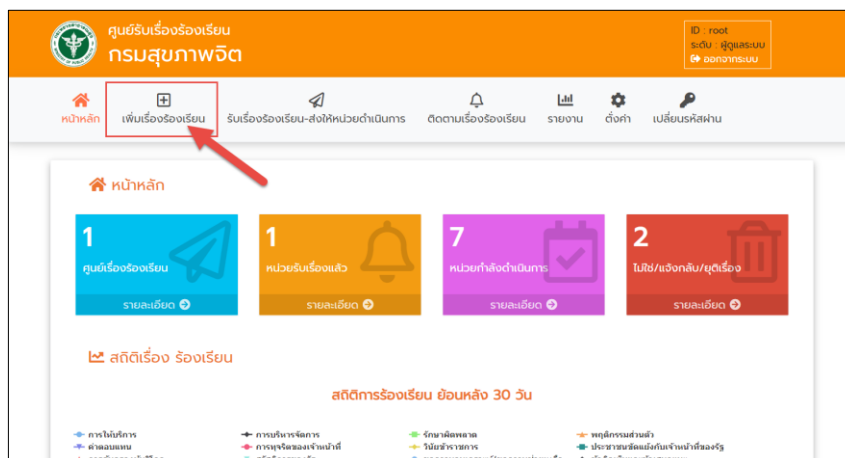 ศูนย์รับเรื่องร้องเรียน
กรมสุขภาพจิต
ID : root
ระดับ : ผู้ดูแลระบบ
ออกจากระบบ
หน้าหลัก
เพิ่มเรื่องร้องเรียน
รับเรื่องร้องเรียน-ส่งให้หน่วยดำเนินการ
ติดตามเรื่องร้องเรียน
รายงาน
ตั้งค่า
เปลี่ยนรหัสผ่าน
หน้าหลัก
1
ศูนย์เรื่องร้องเรียน
รายละเอียด
1
หน่วยรับเรื่องแล้ว
รายละเอียด
7
หน่วยกำลังดำเนินการ
รายละเอียด
2
ไม่ใช่/แจ้งกลับ/ยุติเรื่อง
รายละเอียด
สถิติเรื่อง ร้องเรียน
สถิติการร้องเรียน ย้อนหลัง 30 วัน
การให้บริการ
การบริหารจัดการ
รักษาผิดพลาด
พฤติกรรมส่วนตัว
ค่าตอบแทน
การทุจริตของเจ้าหน้าที่
วินัยข้าราชการ
ประชาชนขัดแย้งกับเจ้าหน้าที่ของรัฐ